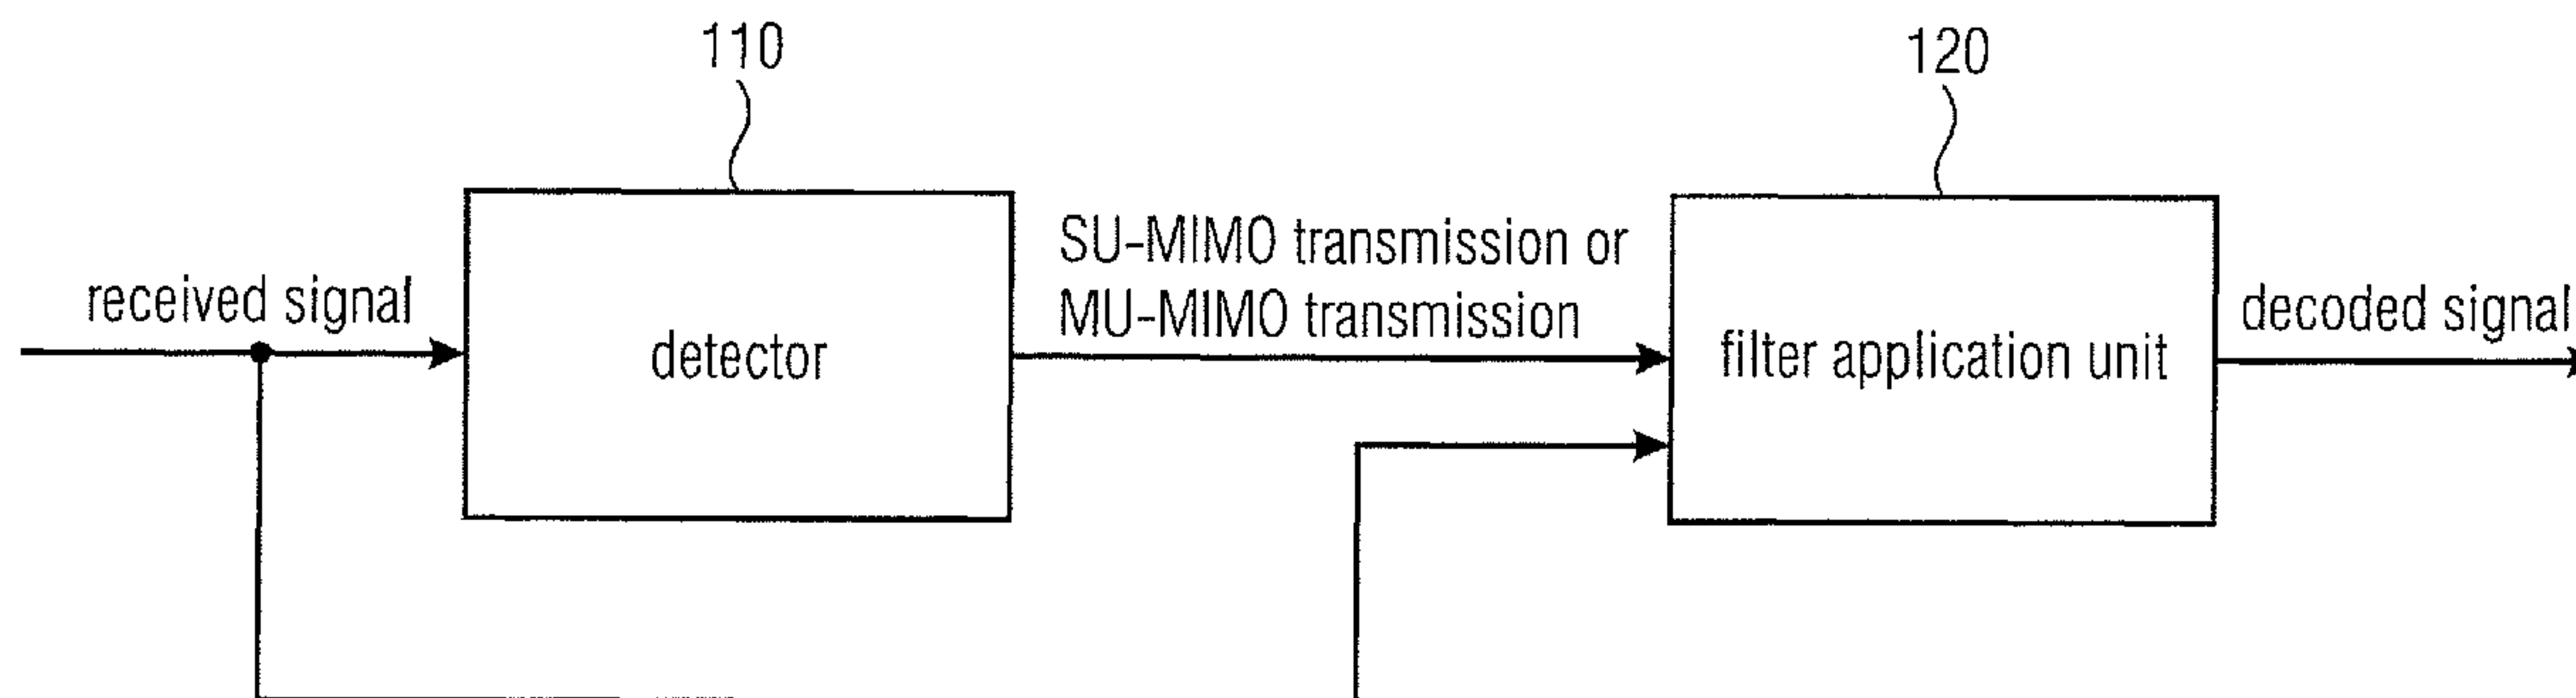 110
120
received signal
detector
SU-MIMO transmission or
MU-MIMO transmission
filter application unit
decoded signal